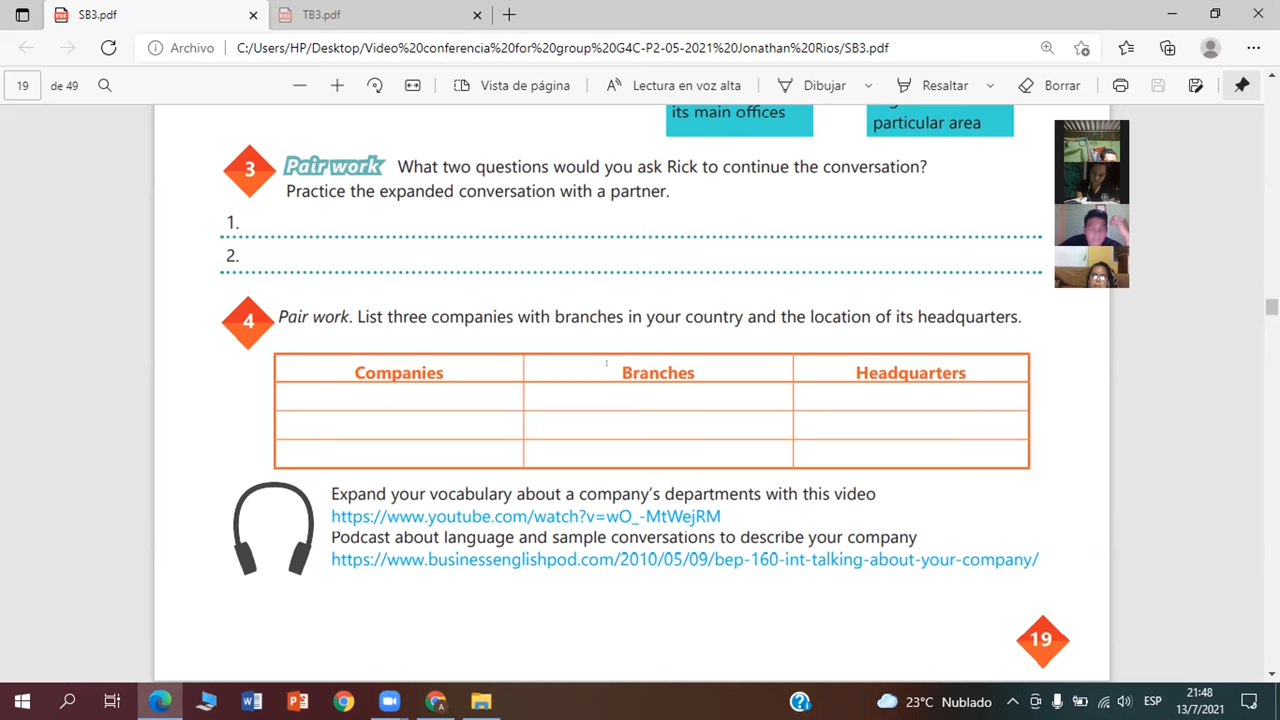 SB3.pdf
TB3.pdf
Archivo
C:/Users/HP/Desktop/Video%20conferencia%20for%20group%20G4C-P2-05-2021%20Jonathan%20Rios/SB3.pdf
19
de 49
Vista de página
Lectura en voz alta
Dibujar
Resaltar
Borrar
its main offices
particular area
3
Pair work What two questions would you ask Rick to continue the conversation?
Practice the expanded conversation with a partner.
1.
2.
4
Pair work. List three companies with branches in your country and the location of its headquarters.
Companies
Branches
Headquarters
Expand your vocabulary about a company's departments with this video
https://www.youtube.com/watch?v=wO_-MtWejRM
Podcast about language and sample conversations to describe your company
https://www.businessenglishpod.com/2010/05/09/bep-160-int-talking-about-your-company/
19
23°C Nublado
ESP
21:48
13/7/2021